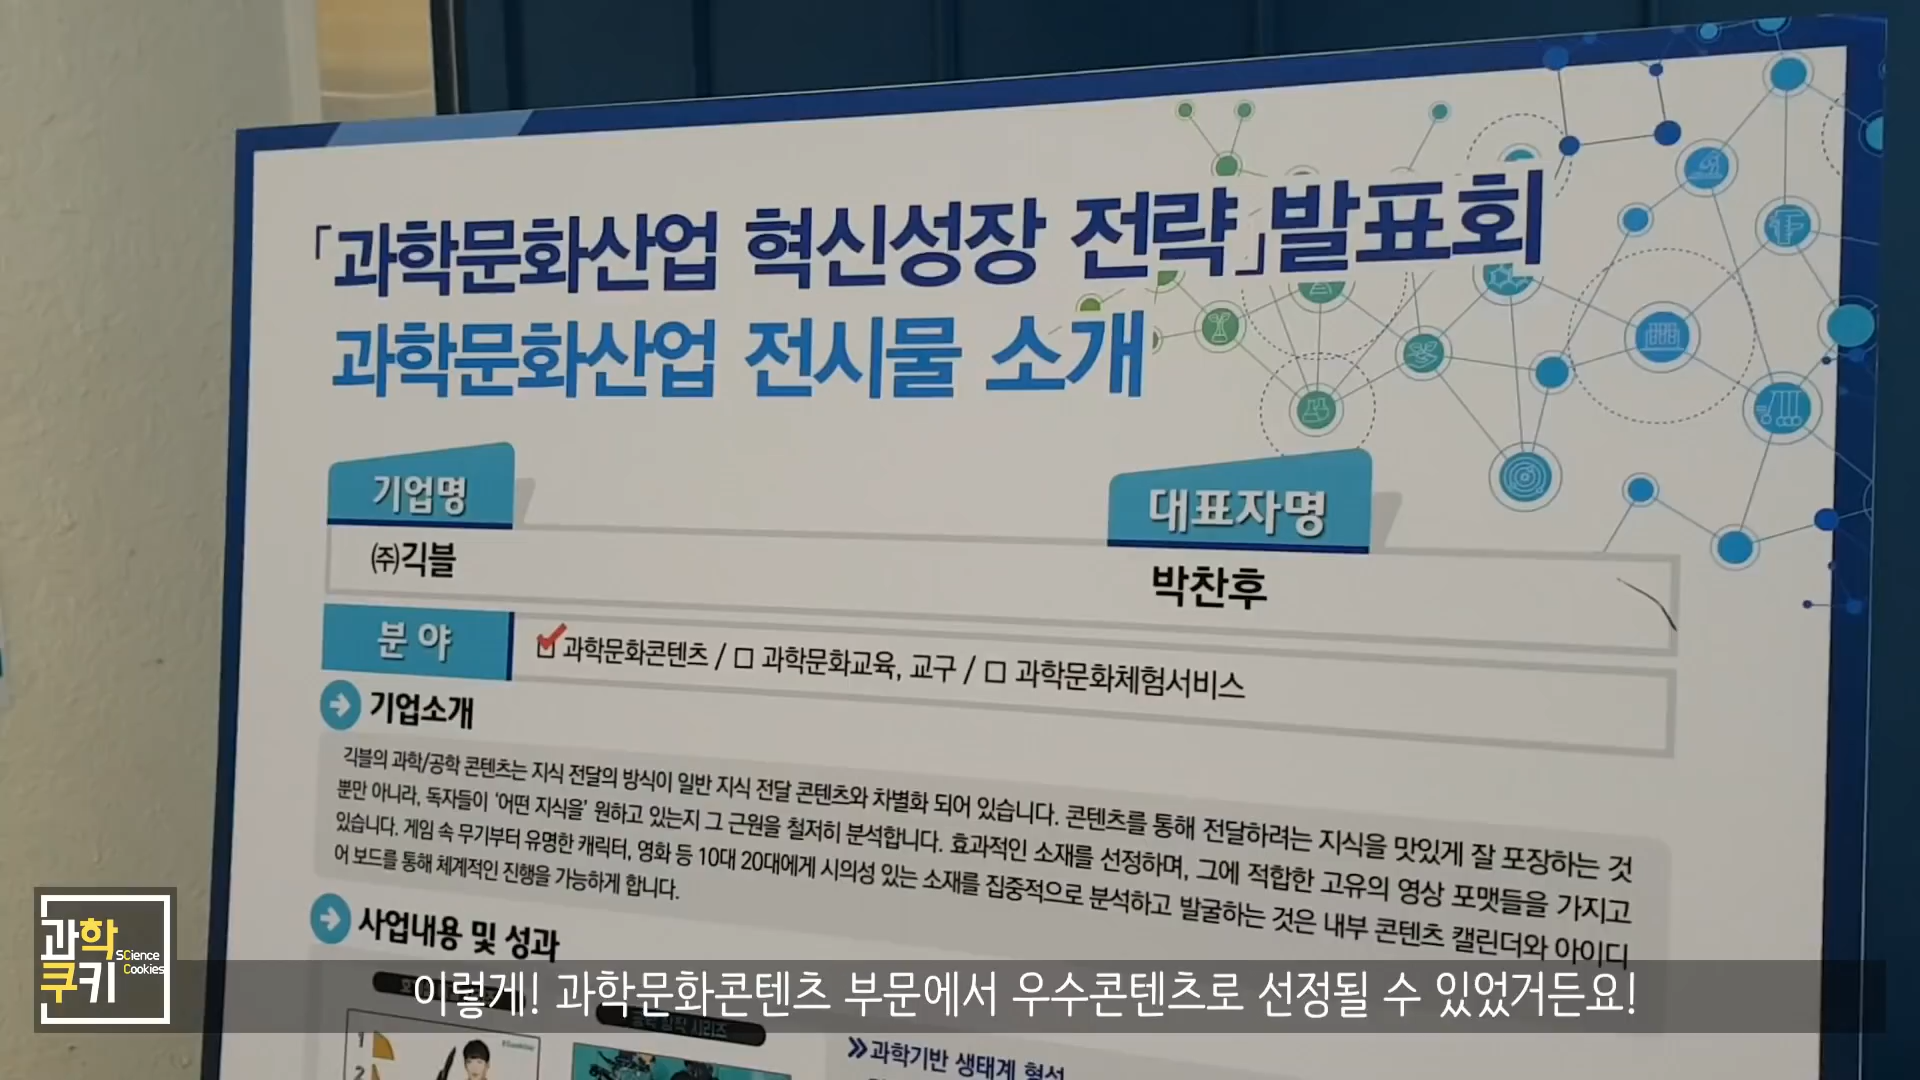 「과학문화산업 혁신성장 전략」발표회
과학문화산업 전시물 소개
기업명
대표자명
㈜긱블
박찬후
분 야
과학문화콘텐츠 / □ 과학문화교육, 교구 / □ 과학문화체험서비스
기업소개
긱블의 과학/공학 콘텐츠는 지식 전달의 방식이 일반 지식 전달 콘텐츠와 차별화 되어 있습니다. 콘텐츠를 통해 전달하려는 지식을 맛있게 잘 포장하는 것
뿐만 아니라, 독자들이 '어떤 지식을' 원하고 있는지 그 근원을 철저히 분석합니다. 효과적인 소재를 선정하며, 그에 적합한 고유의 영상 포맷들을 가지고
있습니다. 게임 속 무기부터 유명한 캐릭터, 영화 등 10대 20대에게 시의성 있는 소재를 집중적으로 분석하고 발굴하는 것은 내부 콘텐츠 캘린더와 아이디
어 보드를 통해 체계적인 진행을 가능하게 합니다.
사업내용 및 성과
과학
쿠키
SCience
Cookies
이렇게! 과학문화콘텐츠 부문에서 우수콘텐츠로 선정될 수 있었거든요!
시리즈
1
2
과학기반 생태계 형성